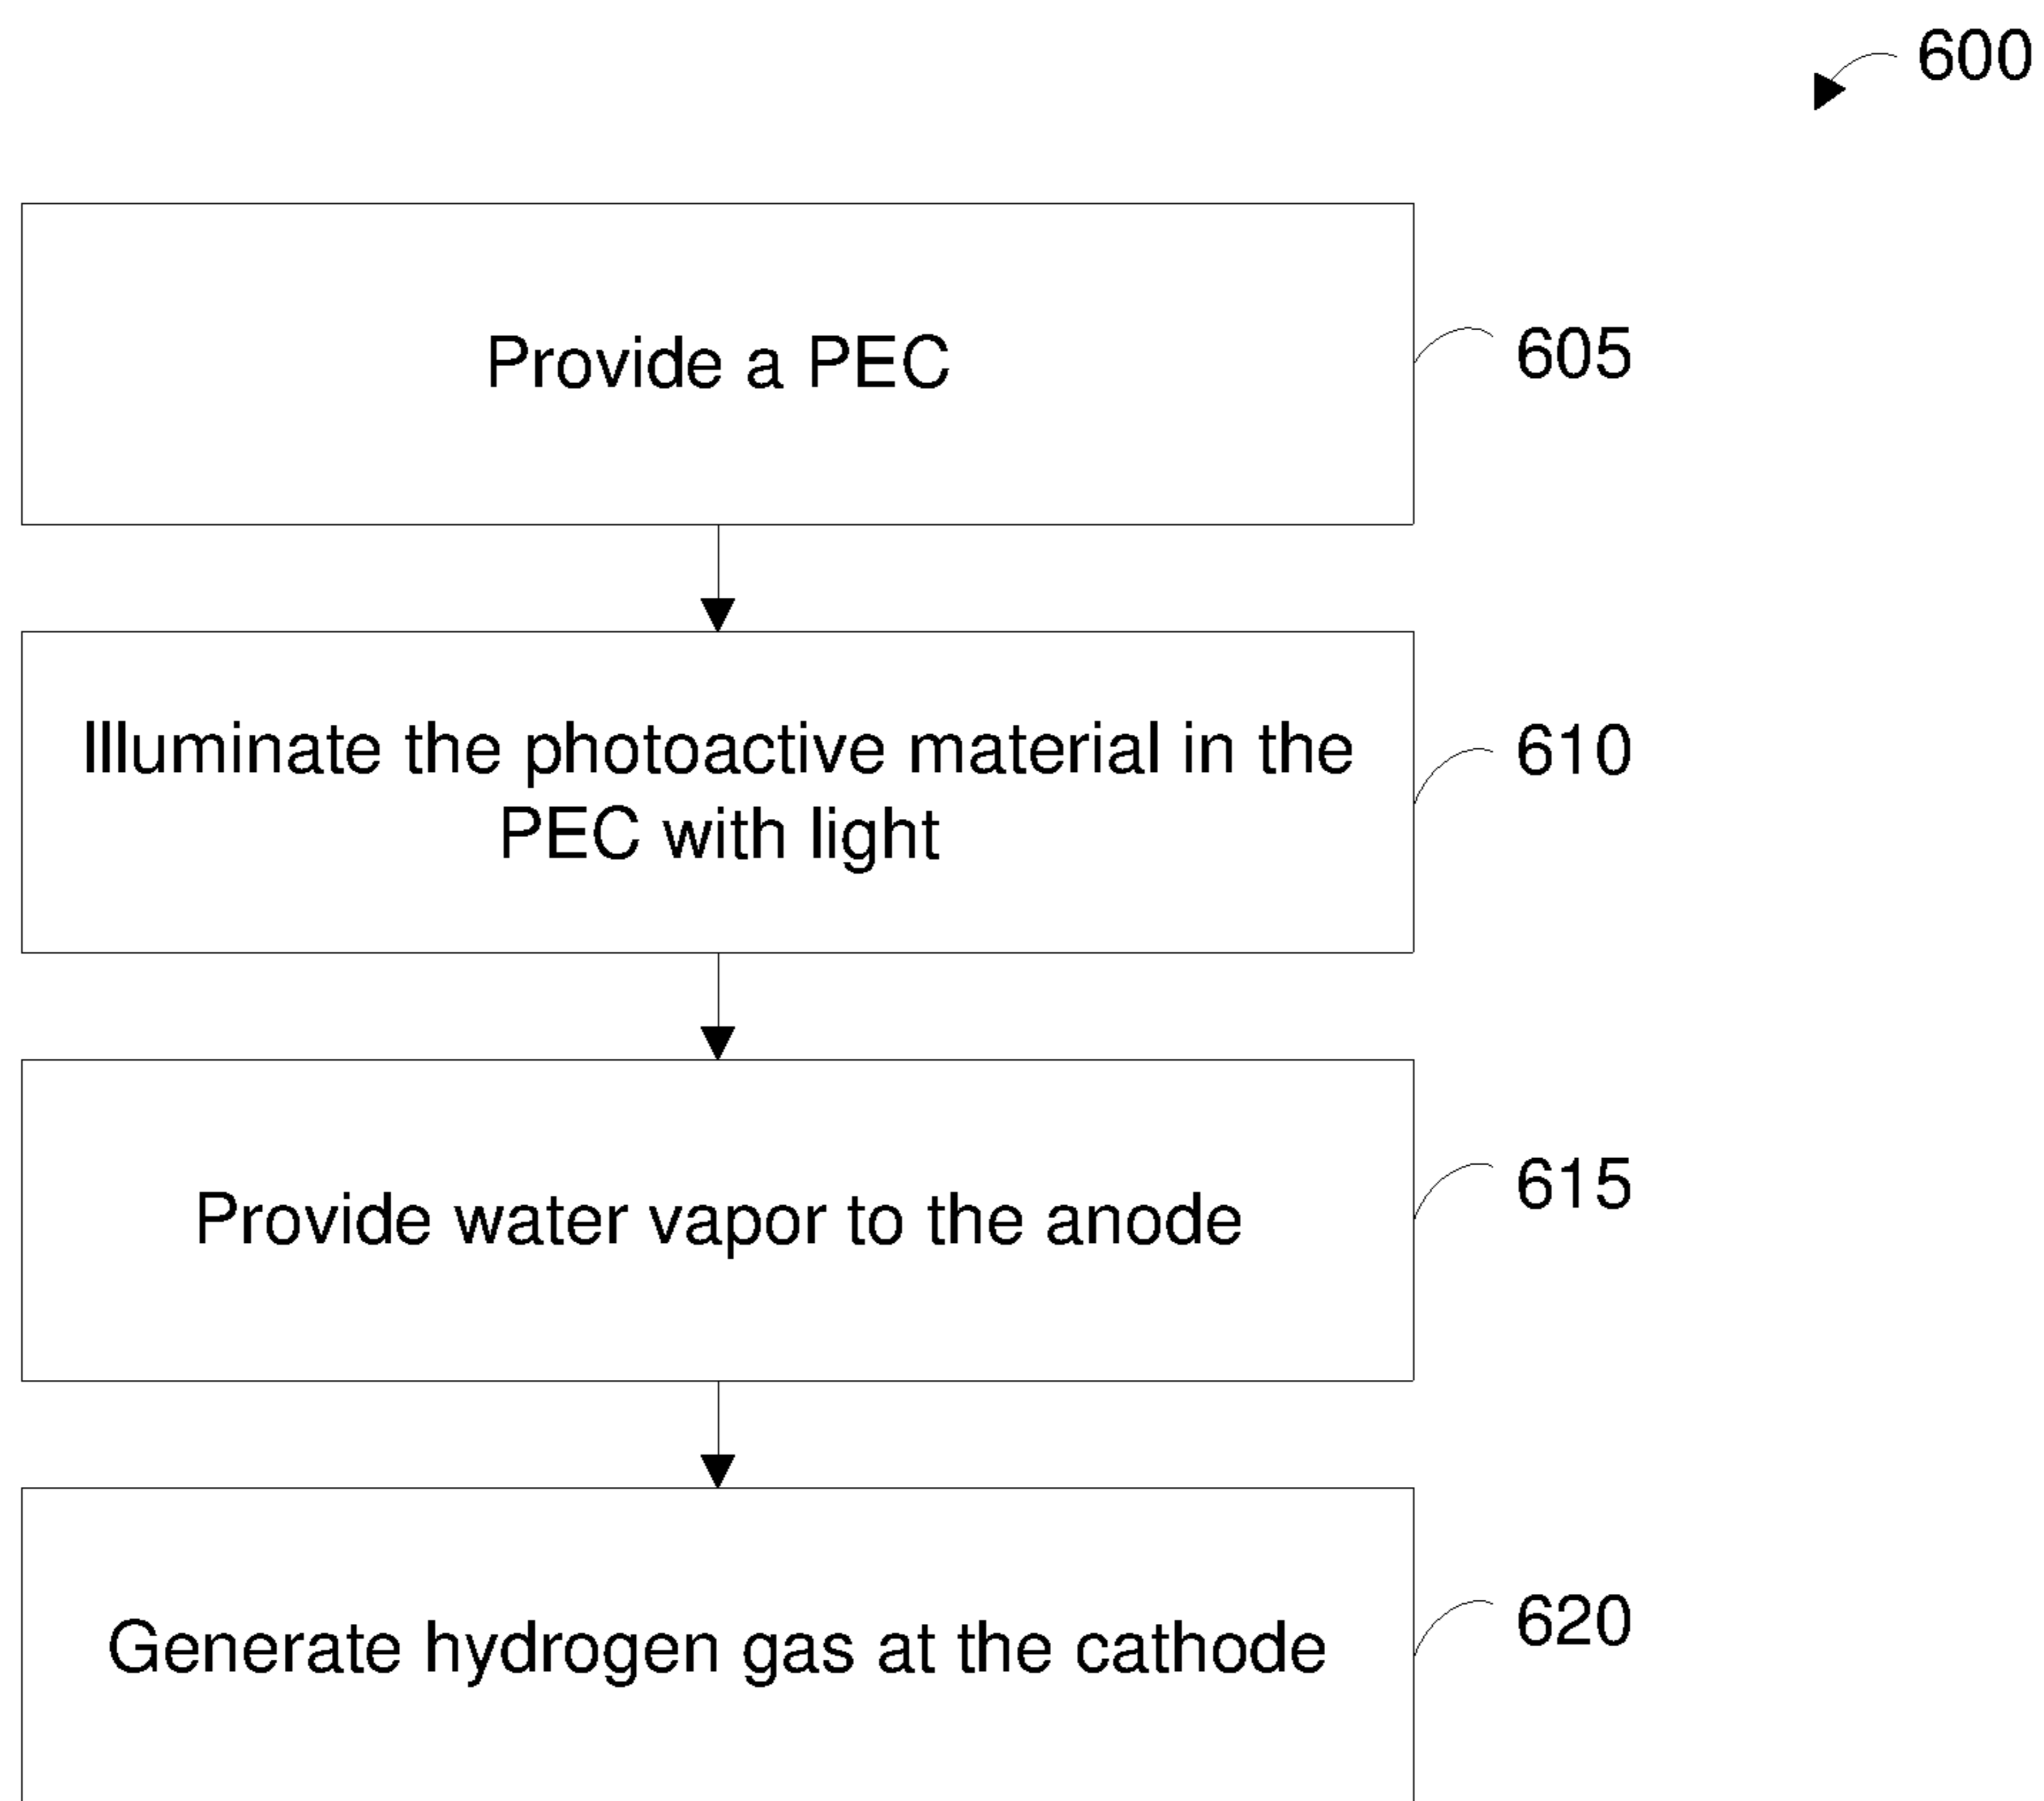 600
Provide a PEC
605
Illuminate the photoactive material in the
PEC with light
610
Provide water vapor to the anode
615
Generate hydrogen gas at the cathode
620